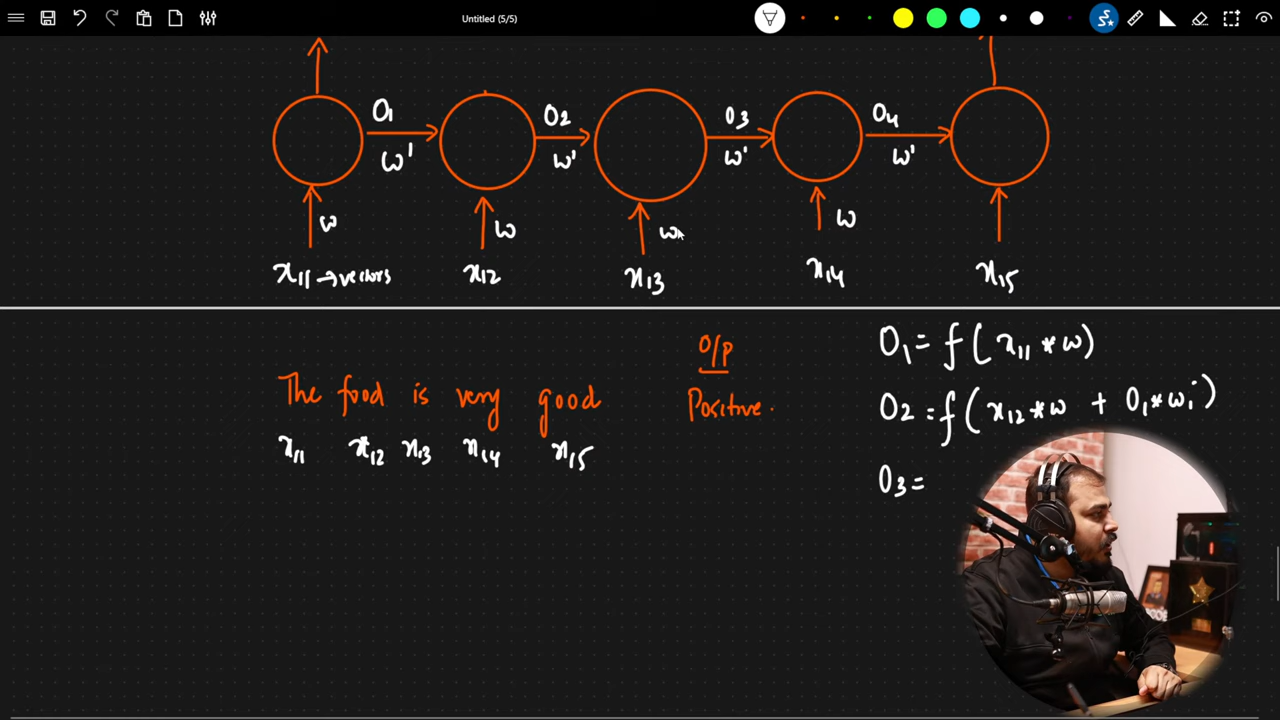 Untitled (5/5)
O1 O2 O3 O4
w' w' w' w'
w w w w
x11 → vectors x12 x13 x14 x15
O/P
The food is very good Positive.
x11 x12 x13 x14 x15
O1 = f(x11 * w)
O2 = f(x12 * w + O1 * wi)
O3 =